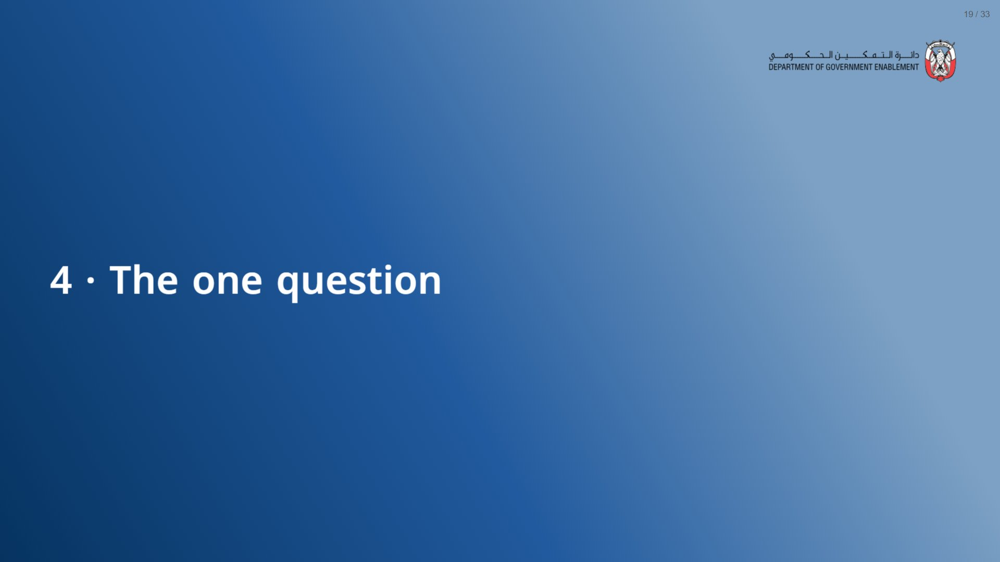 19 / 33
دائرة التمكين الحكومي
DEPARTMENT OF GOVERNMENT ENABLEMENT
4 · The one question